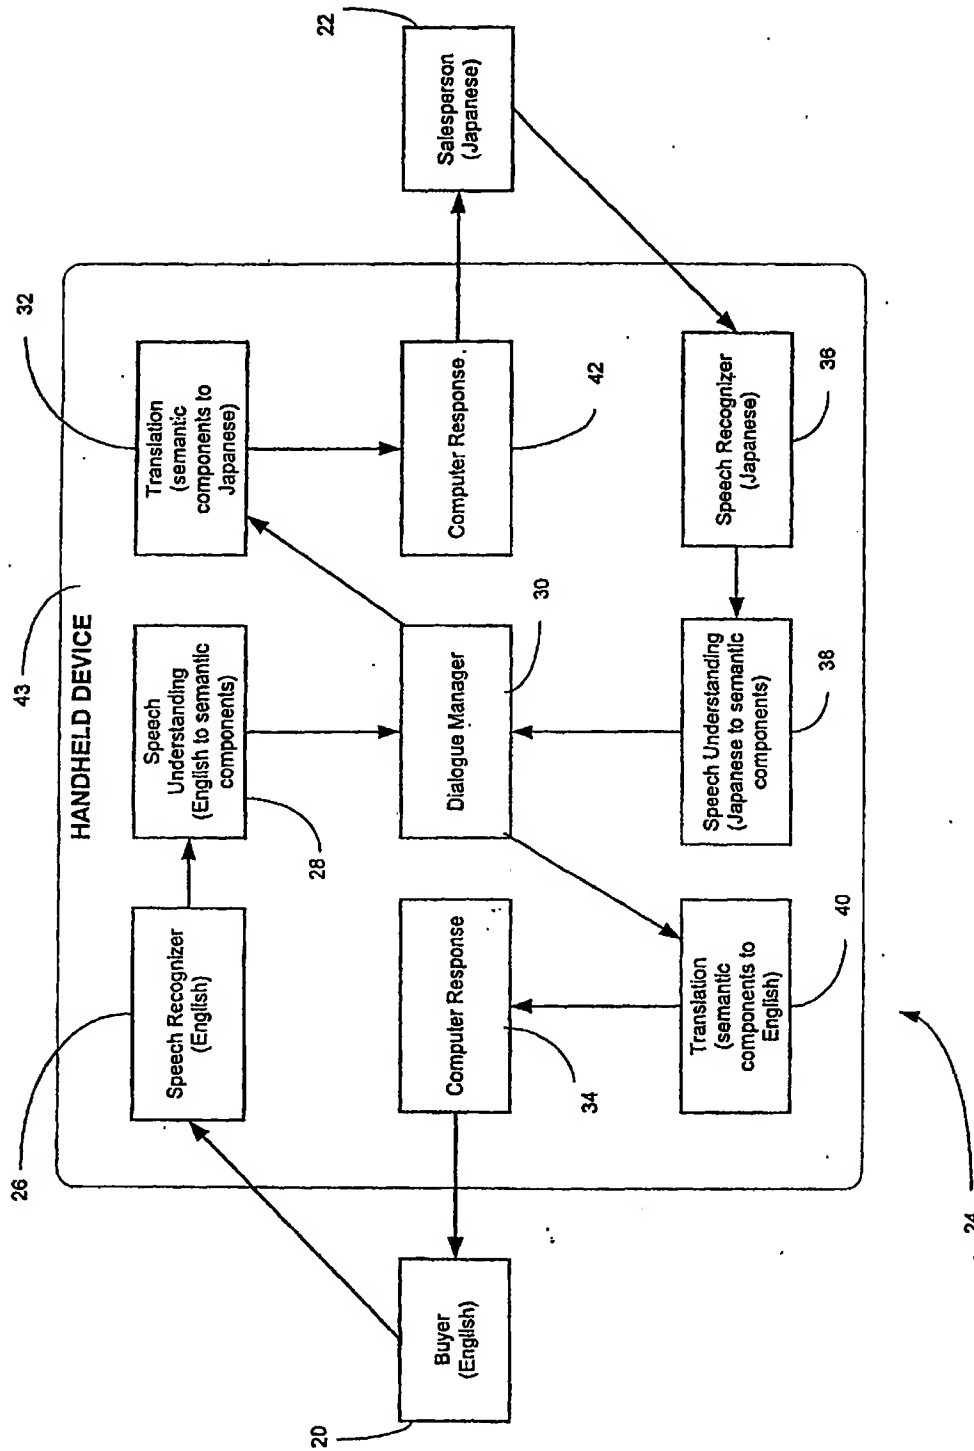 26
43
32
HANDHELD DEVICE
Speech Recognizer
(English)
Speech
Understanding
(English to semantic
components)
Translation
(semantic
components to
Japanese)
28
20
22
Buyer
(English)
Computer Response
Dialogue Manager
Computer Response
Salesperson
(Japanese)
34
30
42
Translation
(semantic
components to
English)
Speech Understanding
(Japanese to semantic
components)
Speech Recognizer
(Japanese)
40
38
36
24